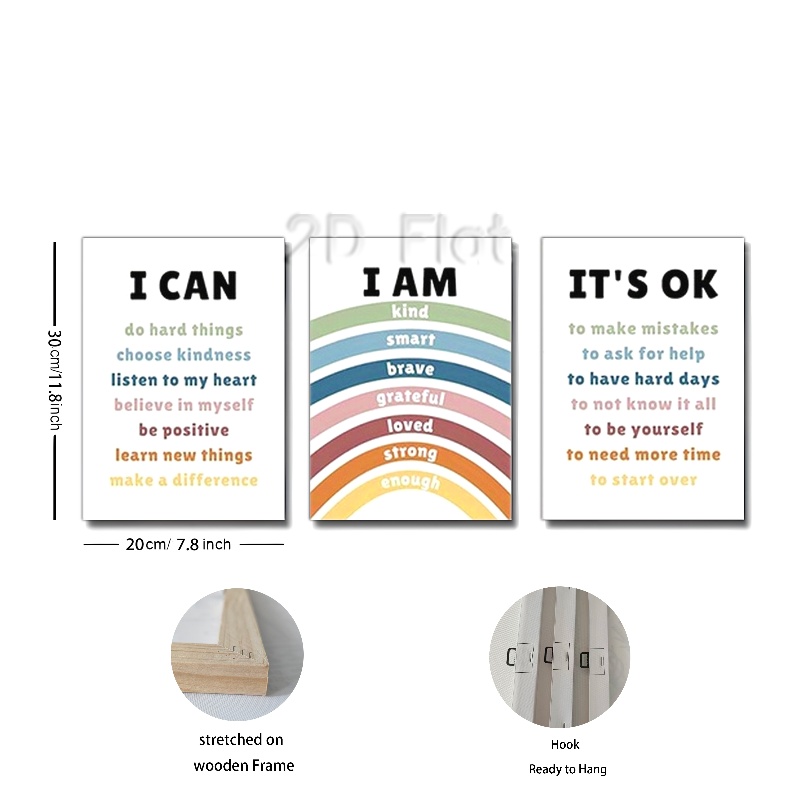 2D Flat
I CAN
do hard things
choose kindness
listen to my heart
believe in myself
be positive
learn new things
make a difference
I AM
kind
smart
brave
grateful
loved
strong
enough
IT'S OK
to make mistakes
to ask for help
to have hard days
to not know it all
to be yourself
to need more time
to start over
30cm/11.8inch
20cm/ 7.8 inch
stretched on
wooden Frame
Hook
Ready to Hang